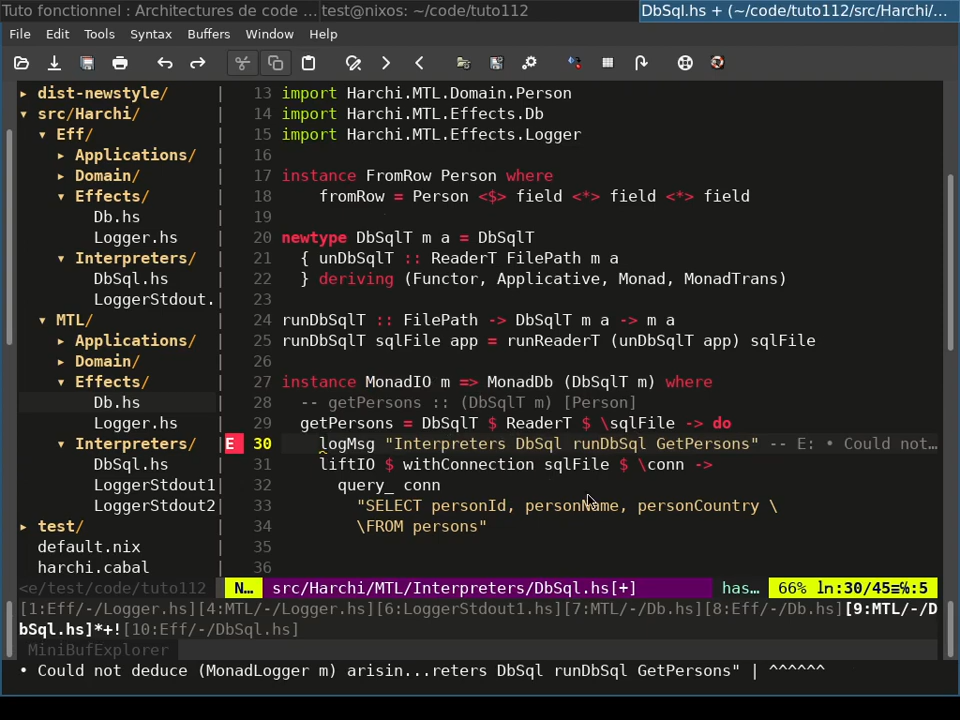 Tuto fonctionnel : Architectures de code ... test@nixos: ~/code/tuto112 DbSql.hs + (~/code/tuto112/src/Harchi/...
File Edit Tools Syntax Buffers Window Help
▸ dist-newstyle/ | 13 import Harchi.MTL.Domain.Person
▾ src/Harchi/ | 14 import Harchi.MTL.Effects.Db
▾ Eff/ | 15 import Harchi.MTL.Effects.Logger
▸ Applications/ | 16
▸ Domain/ | 17 instance FromRow Person where
▾ Effects/ | 18 fromRow = Person <$> field <*> field <*> field
Db.hs | 19
Logger.hs | 20 newtype DbSqlT m a = DbSqlT
▾ Interpreters/ | 21 { unDbSqlT :: ReaderT FilePath m a
DbSql.hs | 22 } deriving (Functor, Applicative, Monad, MonadTrans)
LoggerStdout.| 23
▾ MTL/ | 24 runDbSqlT :: FilePath -> DbSqlT m a -> m a
▸ Applications/ | 25 runDbSqlT sqlFile app = runReaderT (unDbSqlT app) sqlFile
▸ Domain/ | 26
▾ Effects/ | 27 instance MonadIO m => MonadDb (DbSqlT m) where
Db.hs | 28 -- getPersons :: (DbSqlT m) [Person]
Logger.hs | 29 getPersons = DbSqlT $ ReaderT $ \sqlFile -> do
▾ Interpreters/ |E 30 logMsg "Interpreters DbSql runDbSql GetPersons" -- E: • Could not…
DbSql.hs | 31 liftIO $ withConnection sqlFile $ \conn ->
LoggerStdout1| 32 query_ conn
LoggerStdout2| 33 "SELECT personId, personName, personCountry \
▸ test/ | 34 \FROM persons"
default.nix | 35
harchi.cabal | 36
<e/test/code/tuto112 N… src/Harchi/MTL/Interpreters/DbSql.hs[+] has… 66% ln:30/45≡℅:5
[1:Eff/-/Logger.hs][4:MTL/-/Logger.hs][6:LoggerStdout1.hs][7:MTL/-/Db.hs][8:Eff/-/Db.hs][9:MTL/-/D
bSql.hs]*+![10:Eff/-/DbSql.hs]
MiniBufExplorer
• Could not deduce (MonadLogger m) arisin...reters DbSql runDbSql GetPersons" | ^^^^^^